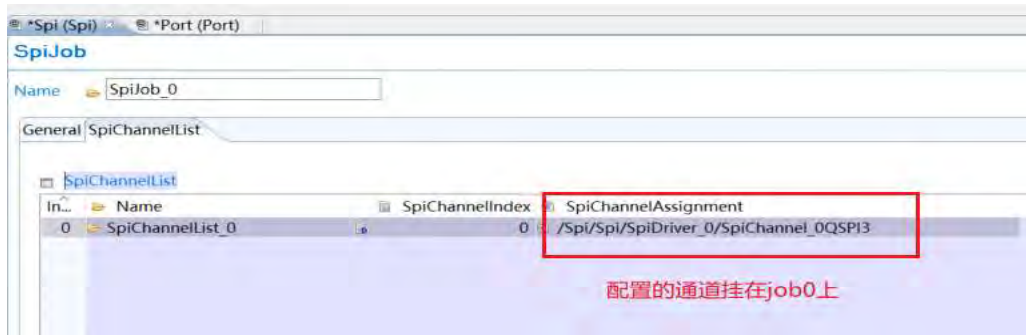 *Spi (Spi) *Port (Port)
SpiJob
Name SpiJob_0
General SpiChannelList
SpiChannelList
In... Name SpiChannelIndex SpiChannelAssignment
0 SpiChannelList_0 0 /Spi/Spi/SpiDriver_0/SpiChannel_0QSPI3
配置的通道挂在job0上